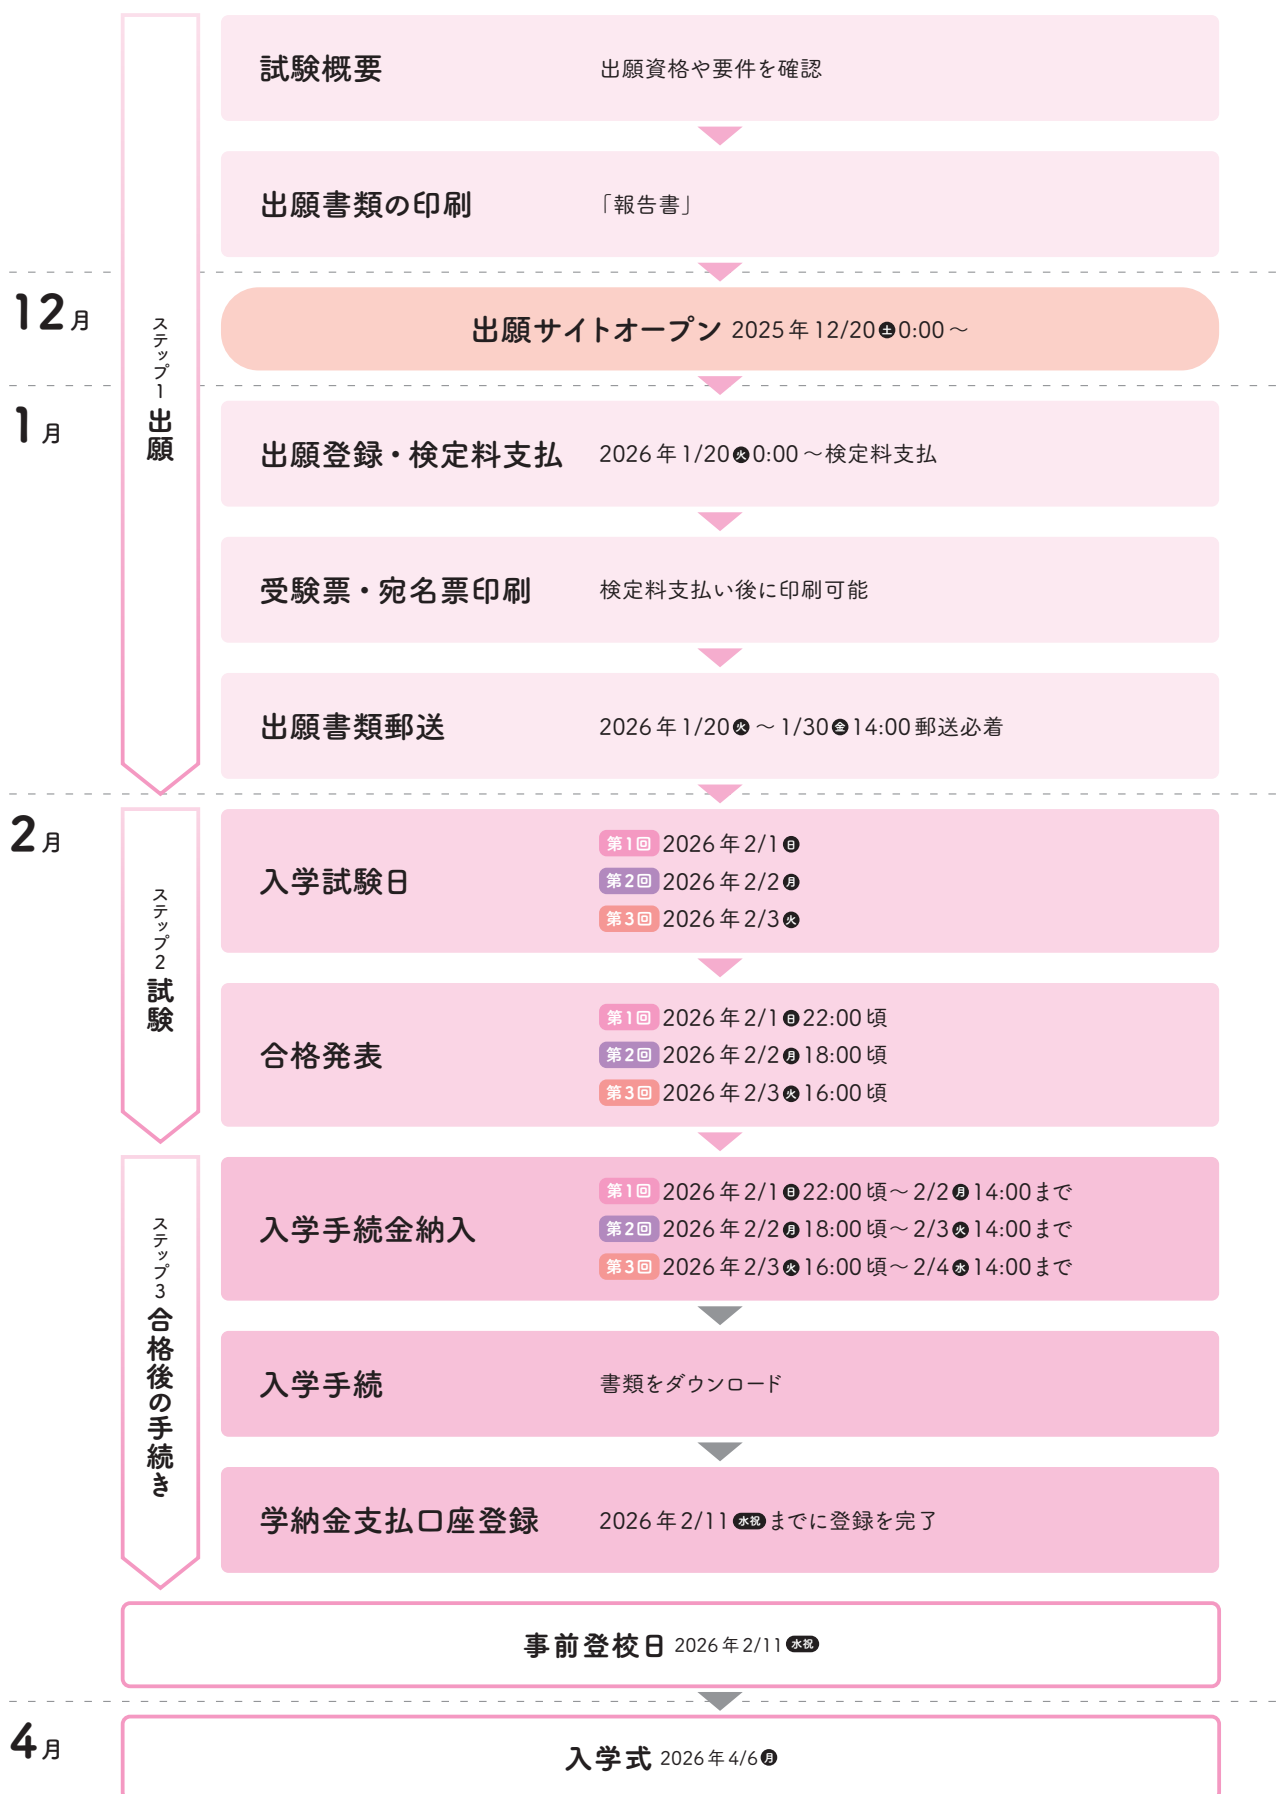 試験概要 出願資格や要件を確認
出願書類の印刷 「報告書」
12月
ステップ1 出願
出願サイトオープン 2025年12/20土0:00〜
1月
出願登録・検定料支払 2026年1/20火0:00〜検定料支払
受験票・宛名票印刷 検定料支払い後に印刷可能
出願書類郵送 2026年1/20火〜1/30金14:00郵送必着
2月
ステップ2 試験
入学試験日
第1回 2026年2/1日
第2回 2026年2/2月
第3回 2026年2/3火
合格発表
第1回 2026年2/1日22:00頃
第2回 2026年2/2月18:00頃
第3回 2026年2/3火16:00頃
ステップ3 合格後の手続き
入学手続金納入
第1回 2026年2/1日22:00頃〜2/2月14:00まで
第2回 2026年2/2月18:00頃〜2/3火14:00まで
第3回 2026年2/3火16:00頃〜2/4水14:00まで
入学手続 書類をダウンロード
学納金支払口座登録 2026年2/11水祝までに登録を完了
事前登校日 2026年2/11水祝
4月
入学式 2026年4/6月